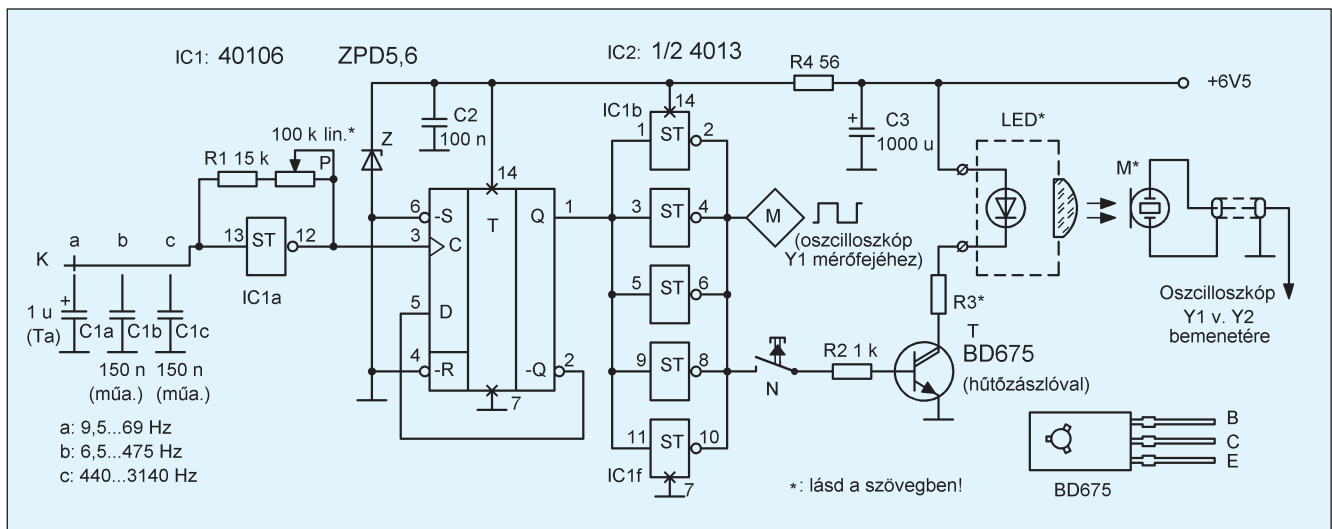 IC1: 40106
ZPD5,6
IC2: 1/2 4013
R4 56
+6V5
C2
100 n
IC1b
14
C3
1000 u
+
LED*
M*
100 k lin.*
P
R1 15 k
Z
14
1 ST 2
6 -S
T
Q 1
3 ST 4
M
(oszcilloszkóp
Y1 mérőfejéhez)
13 ST 12
3 C
K
a b c
IC1a
5 D
5 ST 6
R3*
Oszcilloszkóp
Y1 v. Y2
bemenetére
1 u
(Ta)
+
C1a C1b C1c
4 -R
-Q 2
9 ST 8
N
R2 1 k
T
BD675
(hűtőzászlóval)
150 n
(műa.)
150 n
(műa.)
7
11 ST 10
IC1f
7
a: 9,5...69 Hz
b: 6,5...475 Hz
c: 440...3140 Hz
*: lásd a szövegben!
B
C
E
BD675